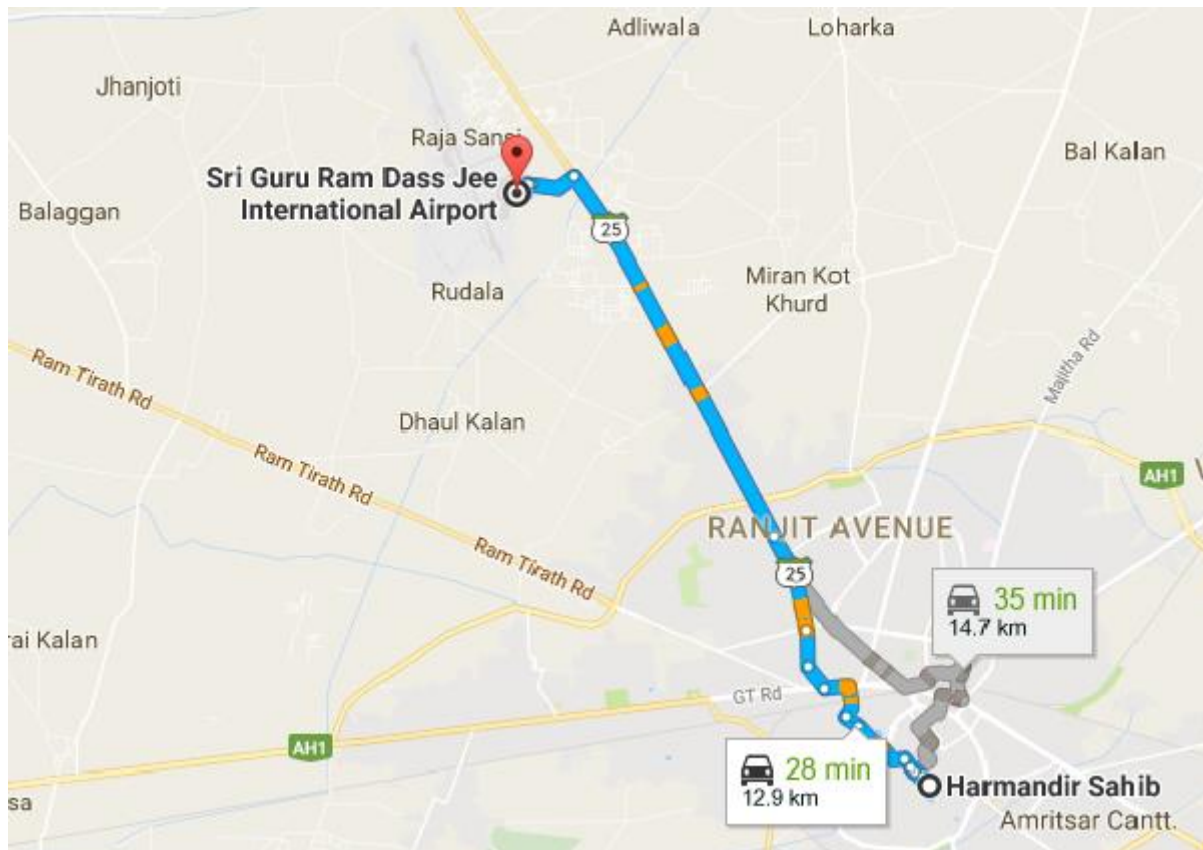 Adliwala
Loharka
Jhanjoti
Raja Sansi
Bal Kalan
Sri Guru Ram Dass Jee
International Airport
Balaggan
25
Miran Kot
Khurd
Rudala
Majitha Rd
Ram Tirath Rd
Dhaul Kalan
Ram Tirath Rd
AH1
RANJIT AVENUE
Ram Tirath Rd
25
35 min
14.7 km
rai Kalan
GT Rd
AH1
28 min
12.9 km
Harmandir Sahib
Amritsar Cantt.
sa